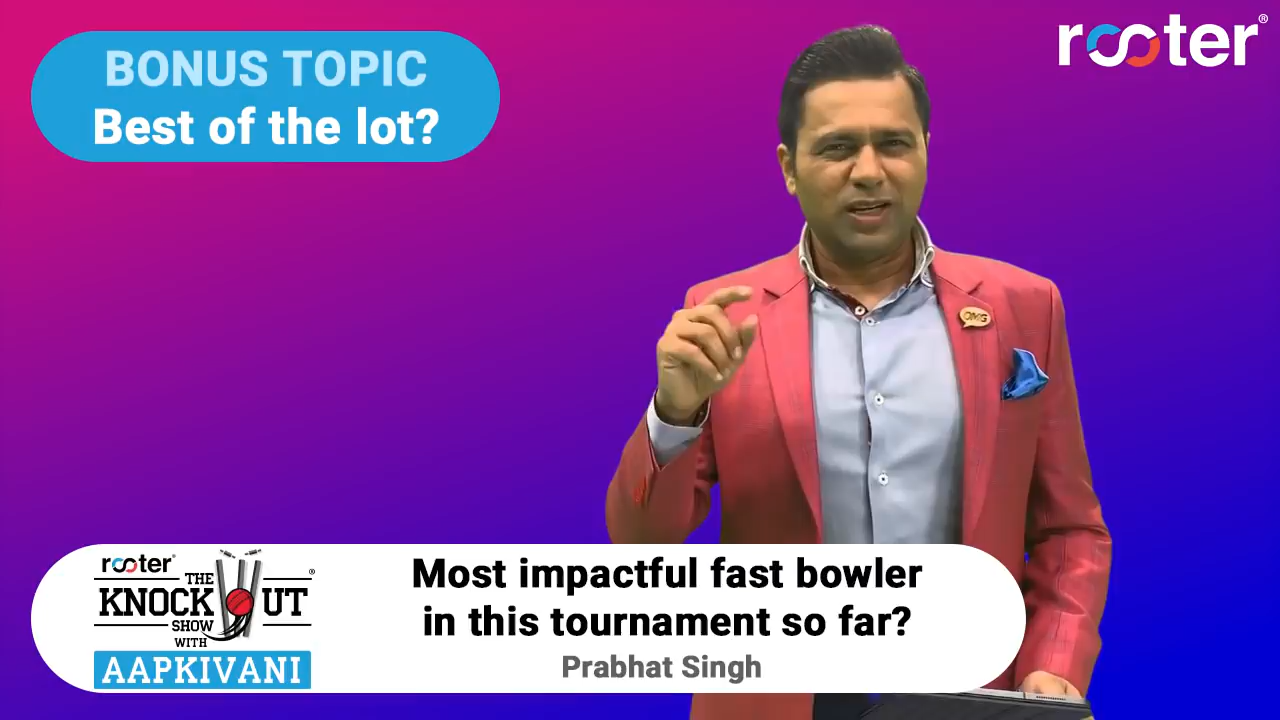 rooter®
BONUS TOPIC
Best of the lot?
OMG
rooter®
THE
KNOCK UT®
SHOW
WITH
AAPKIVANI
Most impactful fast bowler
in this tournament so far?
Prabhat Singh